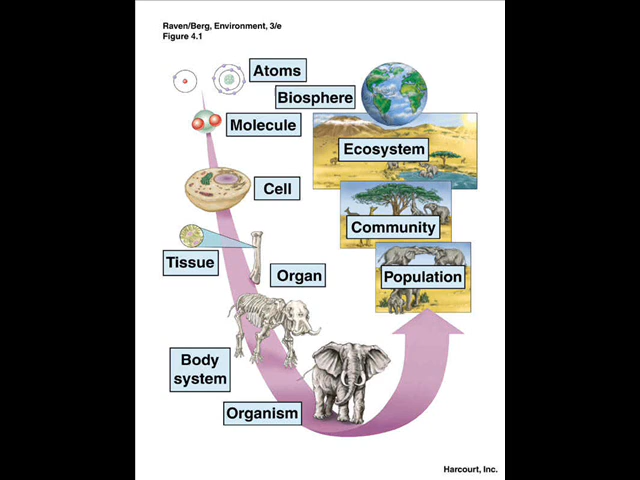 Raven/Berg, Environment, 3/e
Figure 4.1
Atoms
Biosphere
Molecule
Ecosystem
Cell
Community
Tissue
Organ
Population
Body
system
Organism
Harcourt, Inc.